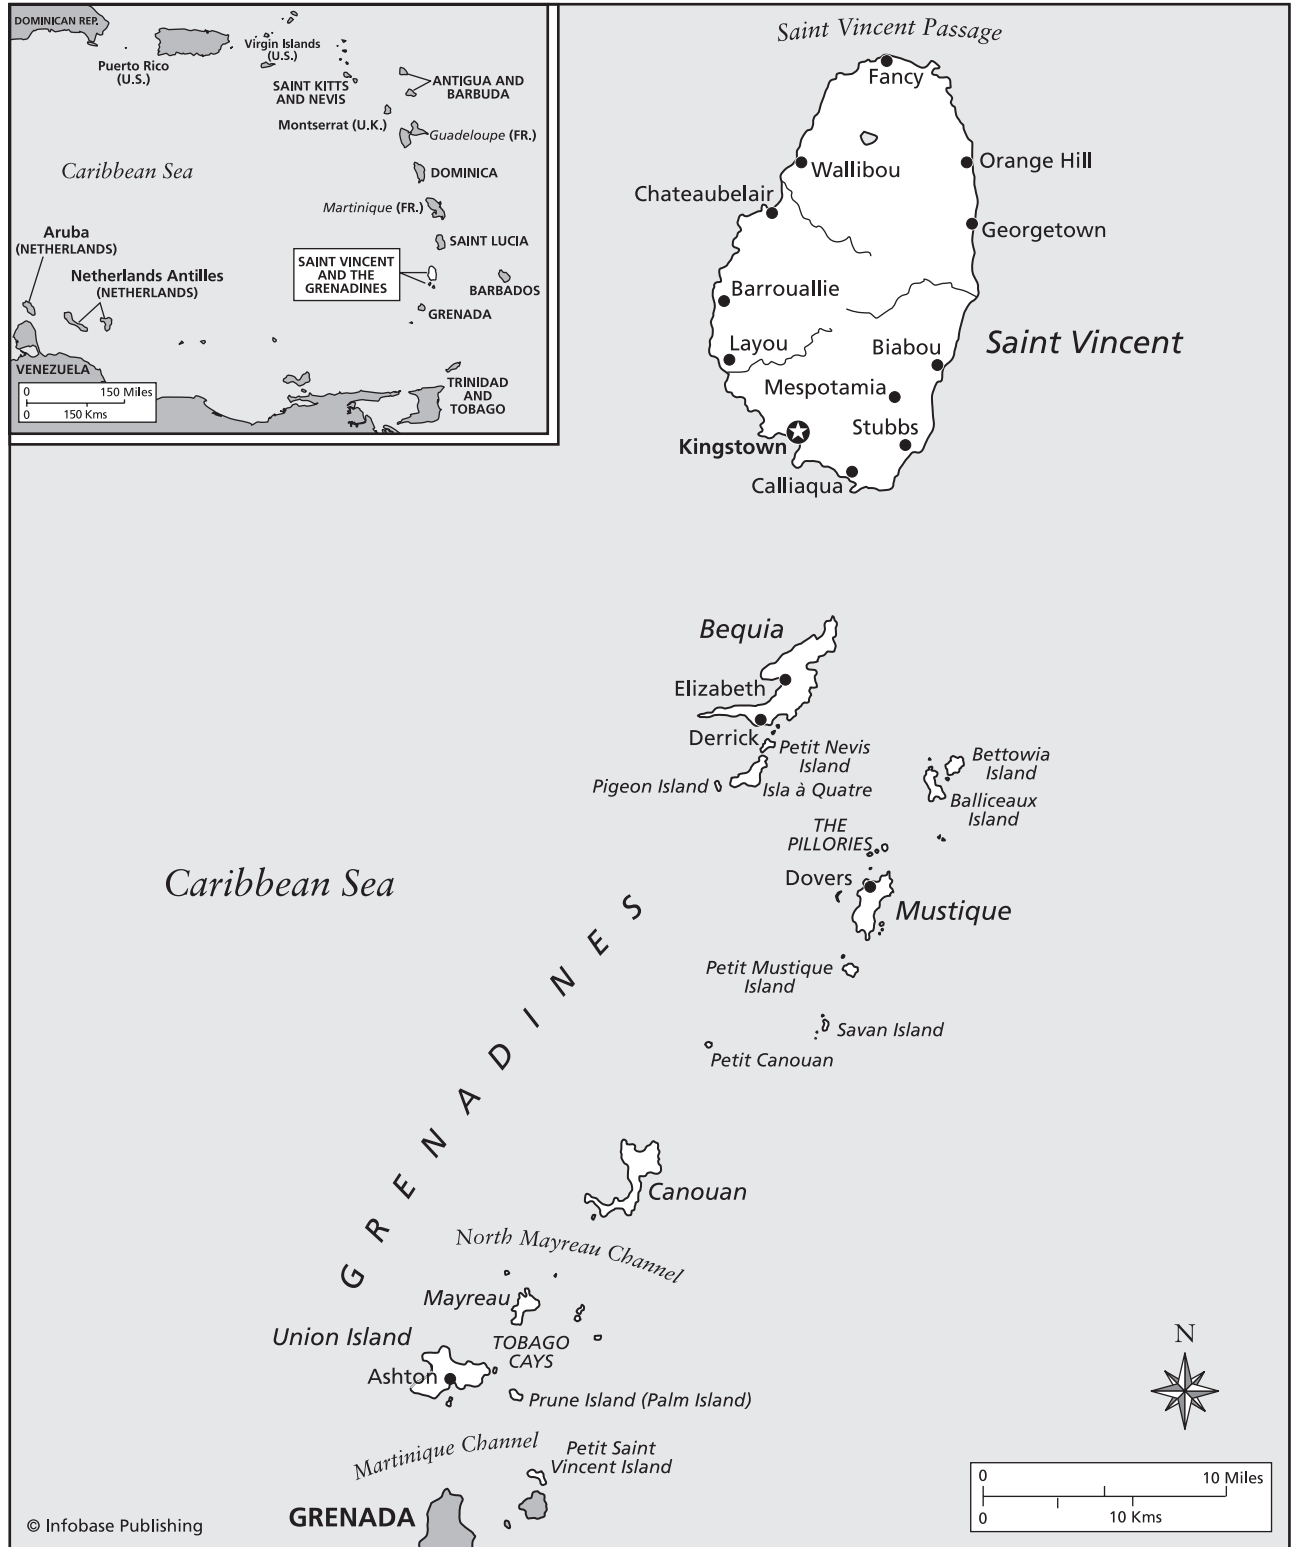 DOMINICAN REP.
Puerto Rico
(U.S.)
Virgin Islands
(U.S.)
SAINT KITTS
AND NEVIS
ANTIGUA AND
BARBUDA
Montserrat (U.K.)
Guadeloupe (FR.)
Caribbean Sea
DOMINICA
Martinique (FR.)
SAINT LUCIA
Aruba
(NETHERLANDS)
Netherlands Antilles
(NETHERLANDS)
SAINT VINCENT
AND THE
GRENADINES
BARBADOS
GRENADA
VENEZUELA
0 150 Miles
0 150 Kms
TRINIDAD
AND
TOBAGO
Saint Vincent Passage
Fancy
Wallibou
Orange Hill
Chateaubelair
Georgetown
Barrouallie
Saint Vincent
Layou
Biabou
Mespotamia
Stubbs
Kingstown
Calliaqua
Bequia
Elizabeth
Derrick
Petit Nevis
Island
Pigeon Island
Isla à Quatre
Bettowia
Island
Balliceaux
Island
THE
PILLORIES
Dovers
Mustique
Caribbean Sea
GRENADINES
Petit Mustique
Island
Savan Island
Petit Canouan
Canouan
North Mayreau Channel
Mayreau
Union Island
TOBAGO
CAYS
Ashton
Prune Island (Palm Island)
Martinique Channel
Petit Saint
Vincent Island
GRENADA
N
0 10 Miles
0 10 Kms
© Infobase Publishing